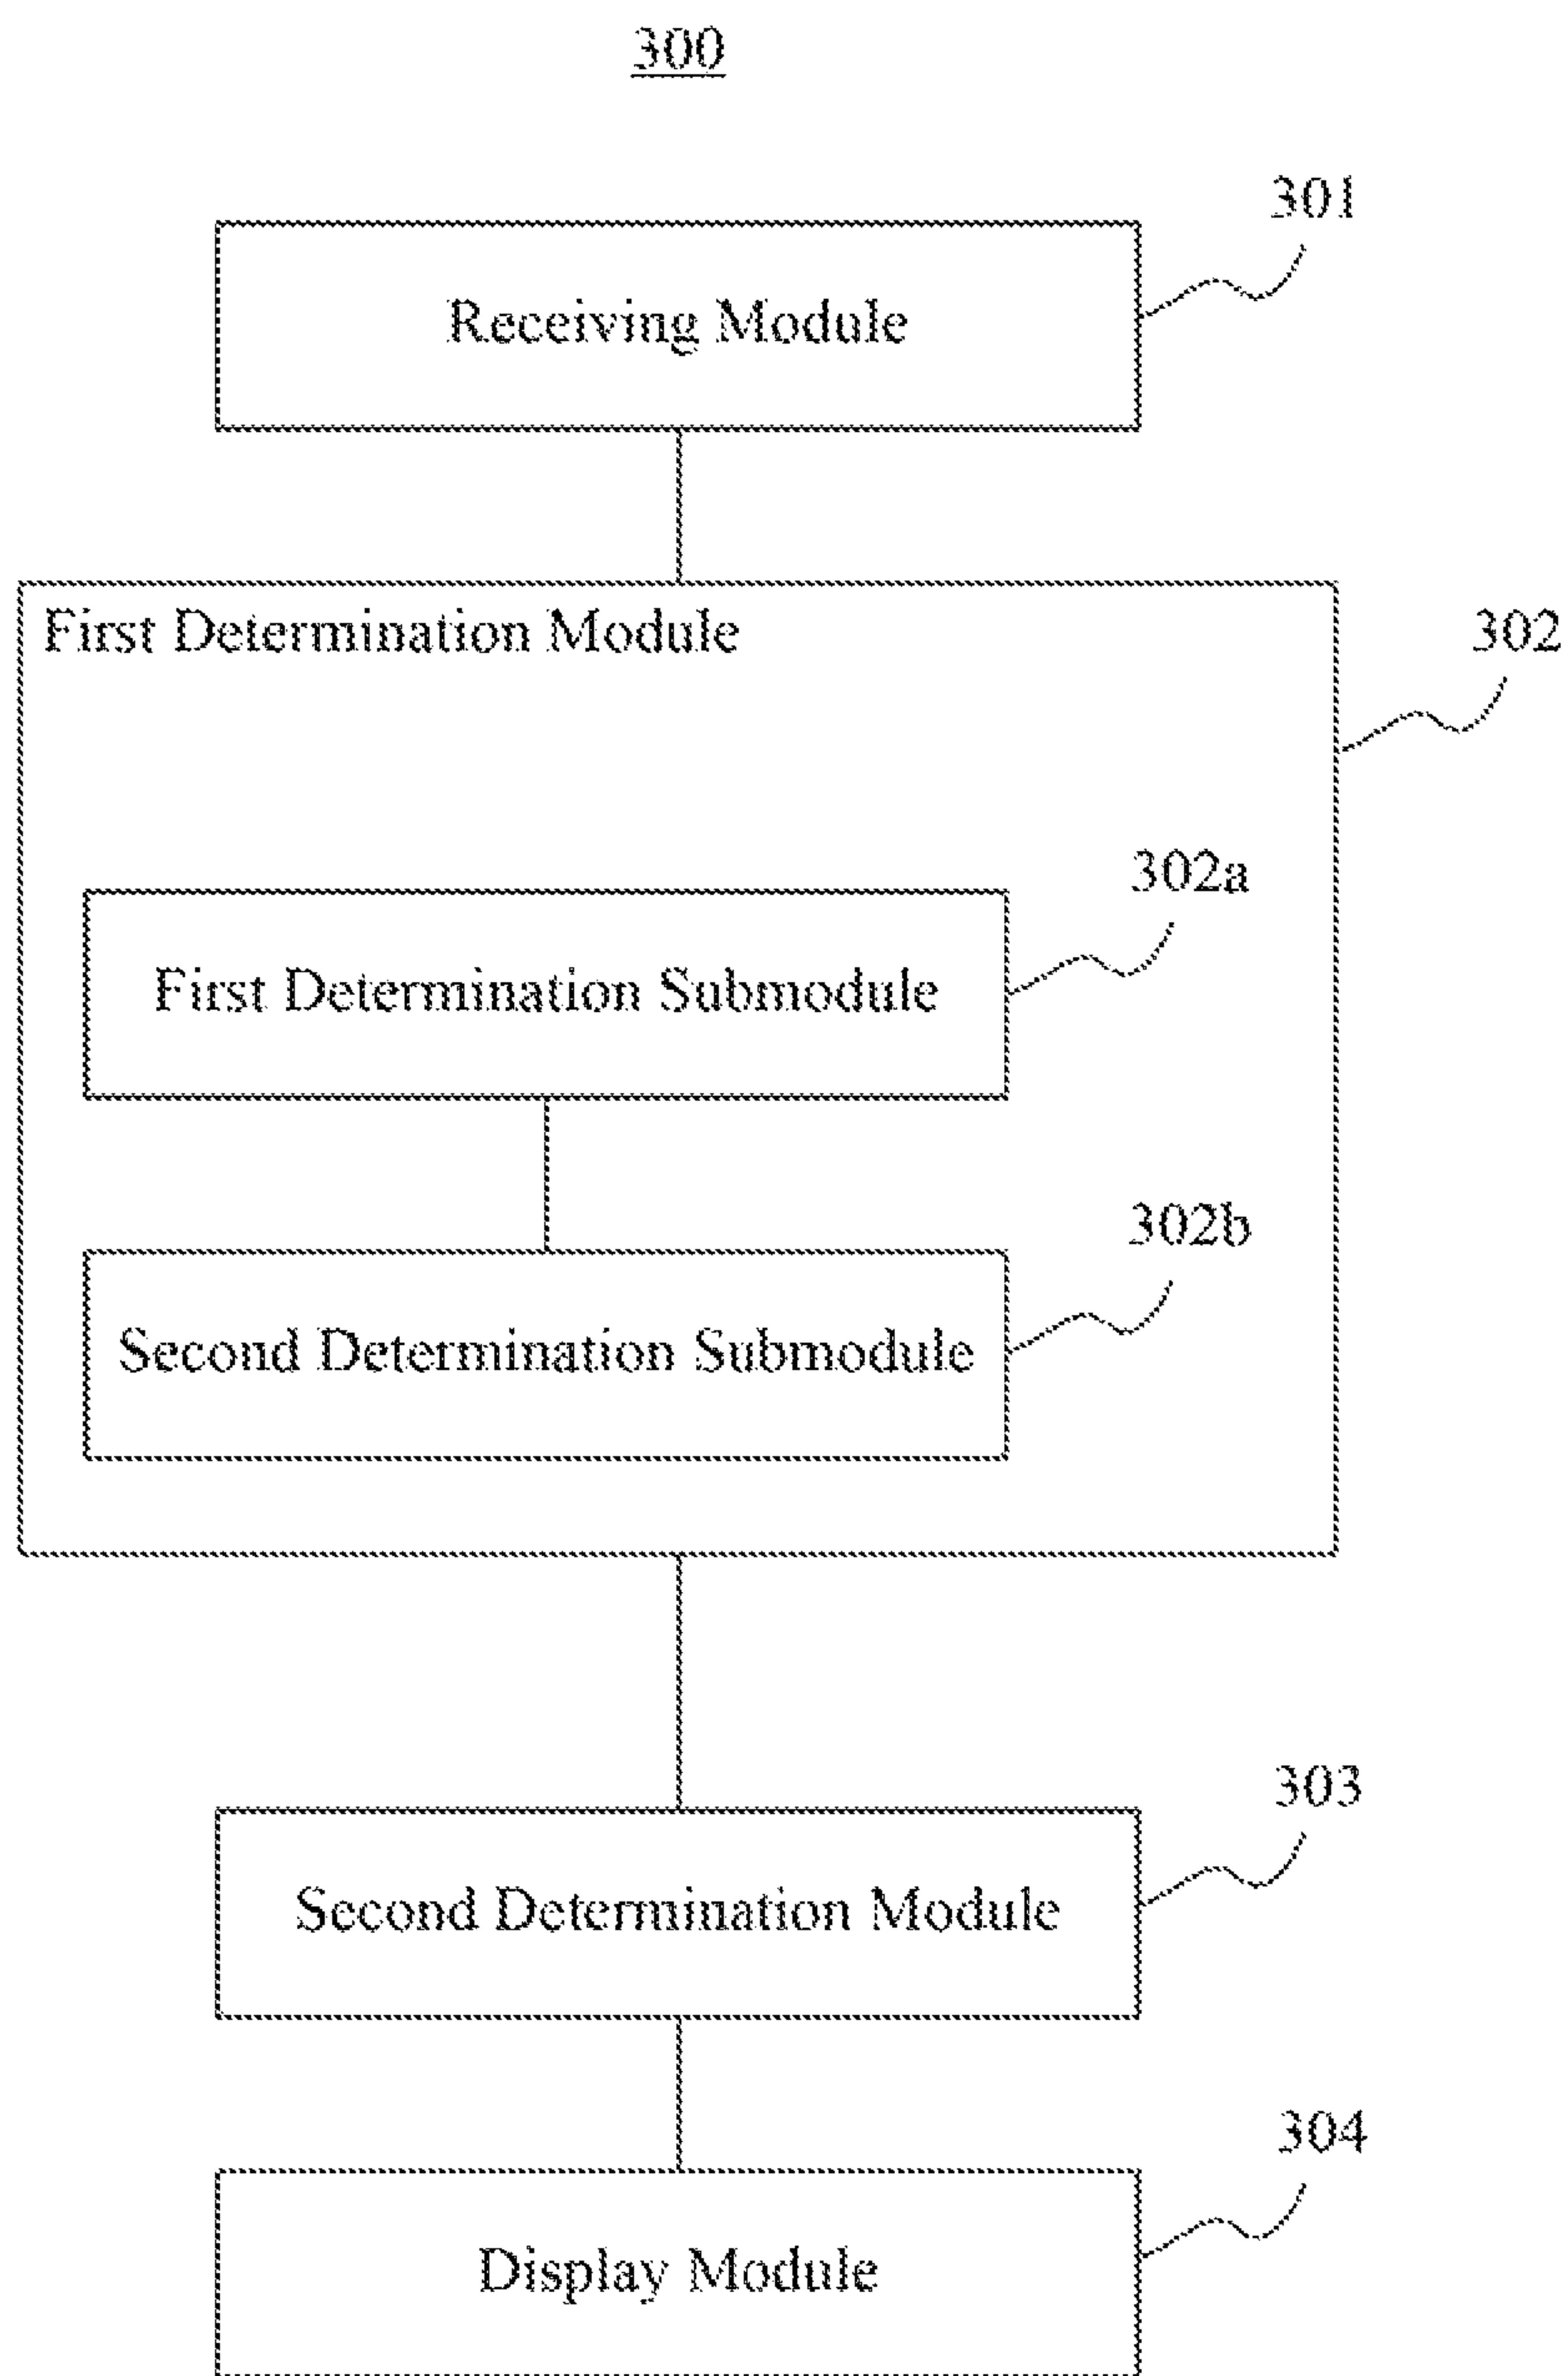 300
301
Receiving Module
First Determination Module
302
302a
First Determination Submodule
302b
Second Determination Submodule
303
Second Determination Module
304
Display Module